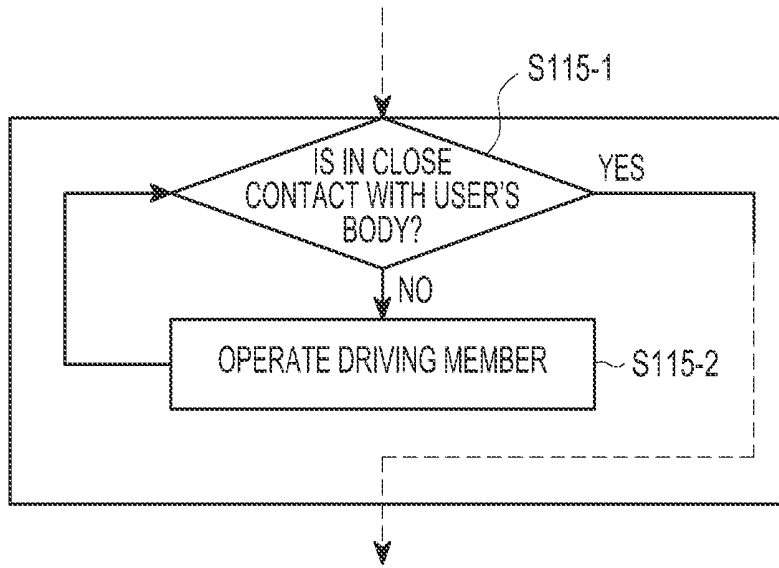 S115-1
IS IN CLOSE
CONTACT WITH USER'S
BODY?
YES
NO
OPERATE DRIVING MEMBER
S115-2